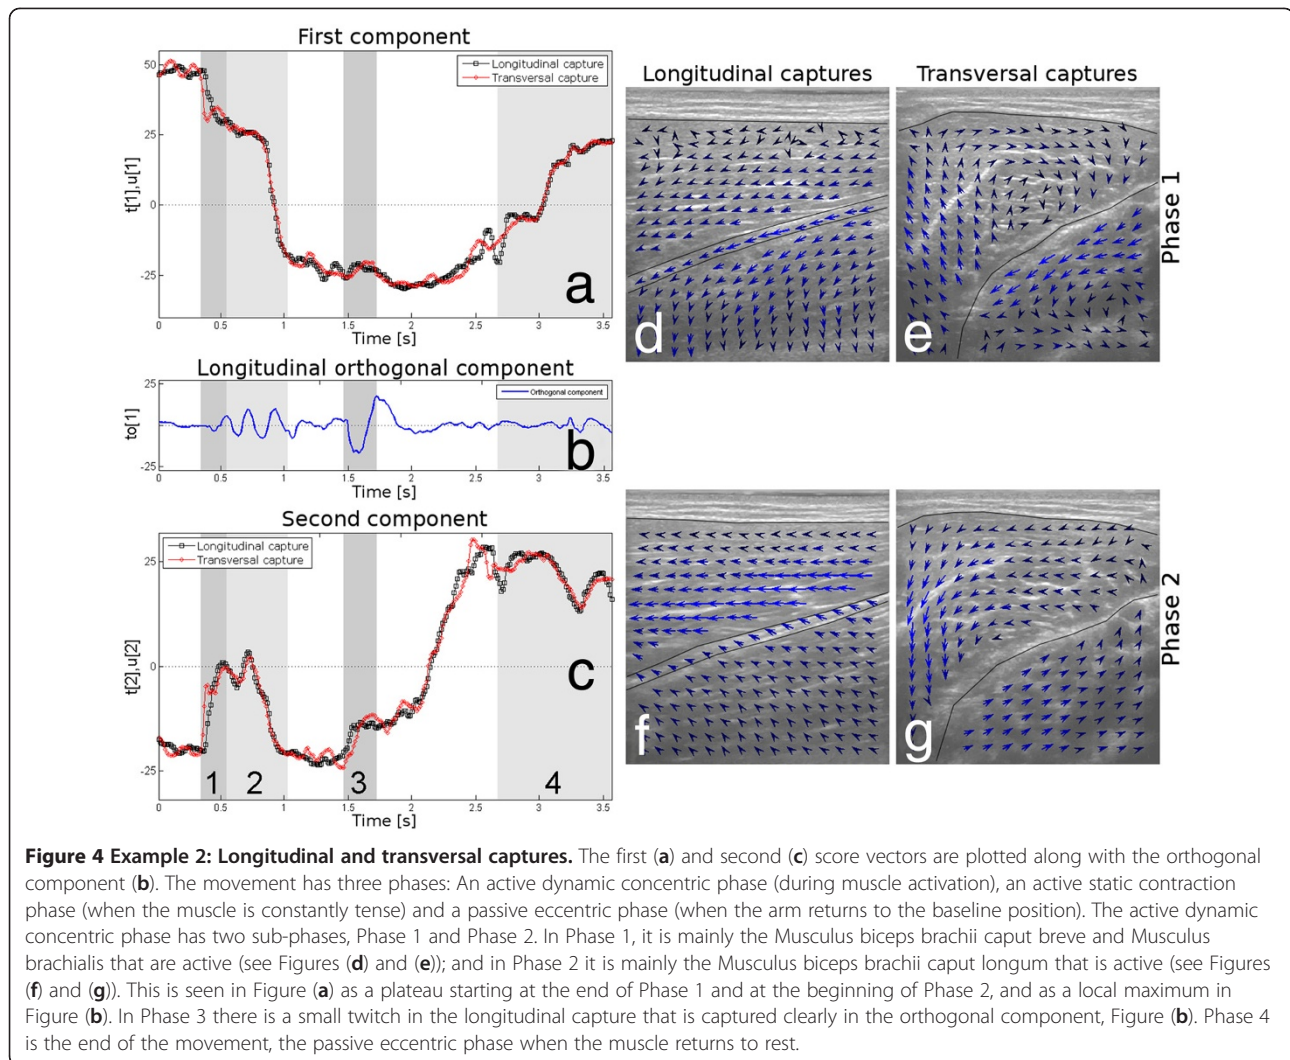 First component
Longitudinal capture
Transversal capture
50
25
0
-25
t[1],u[1]
a
0 0.5 1 1.5 2 2.5 3 3.5
Time [s]
Longitudinal orthogonal component
Orthogonal component
25
0
-25
to[1]
b
0 0.5 1 1.5 2 2.5 3 3.5
Time [s]
Second component
Longitudinal capture
Transversal capture
25
0
-25
t[2],u[2]
c
1 2 3 4
0 0.5 1 1.5 2 2.5 3 3.5
Time [s]
Longitudinal captures
Transversal captures
d
e
Phase 1
f
g
Phase 2
Figure 4 Example 2: Longitudinal and transversal captures. The first (a) and second (c) score vectors are plotted along with the orthogonal
component (b). The movement has three phases: An active dynamic concentric phase (during muscle activation), an active static contraction
phase (when the muscle is constantly tense) and a passive eccentric phase (when the arm returns to the baseline position). The active dynamic
concentric phase has two sub-phases, Phase 1 and Phase 2. In Phase 1, it is mainly the Musculus biceps brachii caput breve and Musculus
brachialis that are active (see Figures (d) and (e)); and in Phase 2 it is mainly the Musculus biceps brachii caput longum that is active (see Figures
(f) and (g)). This is seen in Figure (a) as a plateau starting at the end of Phase 1 and at the beginning of Phase 2, and as a local maximum in
Figure (b). In Phase 3 there is a small twitch in the longitudinal capture that is captured clearly in the orthogonal component, Figure (b). Phase 4
is the end of the movement, the passive eccentric phase when the muscle returns to rest.